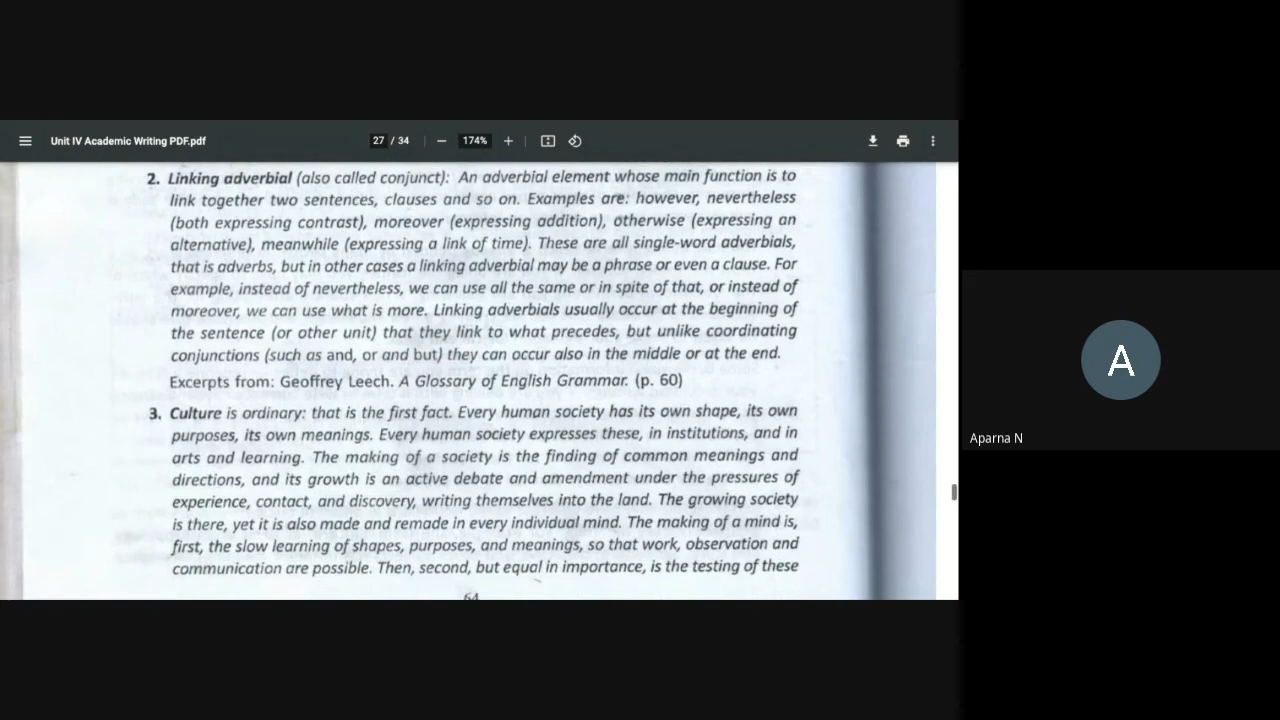 Unit IV Academic Writing PDF.pdf
27 / 34
174%
2. Linking adverbial (also called conjunct): An adverbial element whose main function is to
link together two sentences, clauses and so on. Examples are: however, nevertheless
(both expressing contrast), moreover (expressing addition), otherwise (expressing an
alternative), meanwhile (expressing a link of time). These are all single-word adverbials,
that is adverbs, but in other cases a linking adverbial may be a phrase or even a clause. For
example, instead of nevertheless, we can use all the same or in spite of that, or instead of
moreover, we can use what is more. Linking adverbials usually occur at the beginning of
the sentence (or other unit) that they link to what precedes, but unlike coordinating
conjunctions (such as and, or and but) they can occur also in the middle or at the end.
Excerpts from: Geoffrey Leech. A Glossary of English Grammar. (p. 60)
3. Culture is ordinary: that is the first fact. Every human society has its own shape, its own
purposes, its own meanings. Every human society expresses these, in institutions, and in
arts and learning. The making of a society is the finding of common meanings and
directions, and its growth is an active debate and amendment under the pressures of
experience, contact, and discovery, writing themselves into the land. The growing society
is there, yet it is also made and remade in every individual mind. The making of a mind is,
first, the slow learning of shapes, purposes, and meanings, so that work, observation and
communication are possible. Then, second, but equal in importance, is the testing of these
64
A
Aparna N